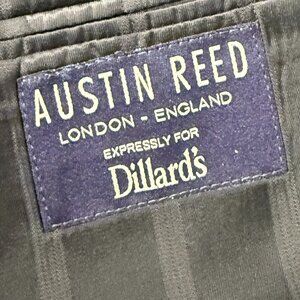 AUSTIN REED
LONDON - ENGLAND
EXPRESSLY FOR
Dillard's